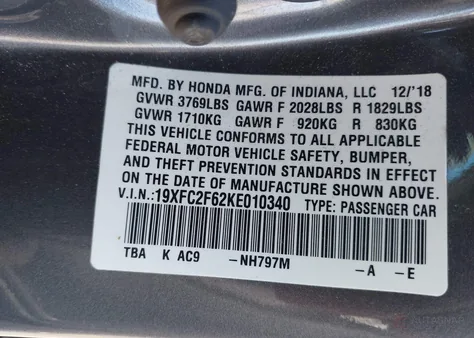 MFD. BY HONDA MFG. OF INDIANA, LLC 12/'18
GVWR 3769LBS GAWR F 2028LBS R 1829LBS
GVWR 1710KG GAWR F 920KG R 830KG
THIS VEHICLE CONFORMS TO ALL APPLICABLE
FEDERAL MOTOR VEHICLE SAFETY, BUMPER,
AND THEFT PREVENTION STANDARDS IN EFFECT
ON THE DATE OF MANUFACTURE SHOWN ABOVE.
V.I.N.:19XFC2F62KE010340 TYPE: PASSENGER CAR
TBA K AC9 -NH797M -A -E